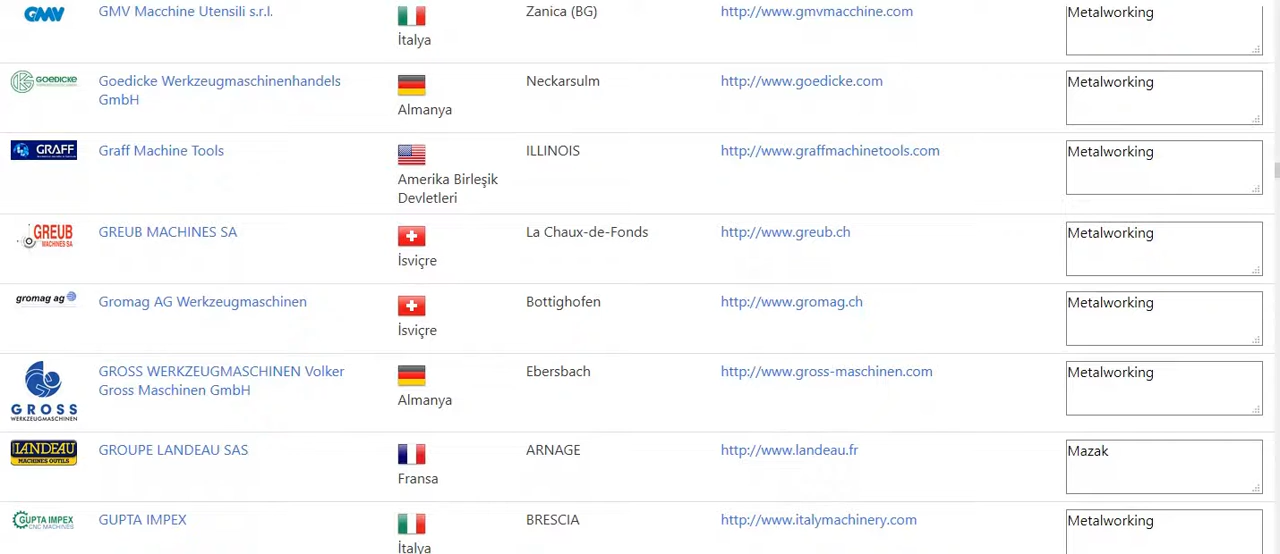 GMV
GMV Macchine Utensili s.r.l.
İtalya
Zanica (BG)
http://www.gmvmacchine.com
Metalworking
GOEDICKE
Goedicke Werkzeugmaschinenhandels
GmbH
Almanya
Neckarsulm
http://www.goedicke.com
Metalworking
GRAFF
Graff Machine Tools
Amerika Birleşik
Devletleri
ILLINOIS
http://www.graffmachinetools.com
Metalworking
GREUB
MACHINES SA
GREUB MACHINES SA
İsviçre
La Chaux-de-Fonds
http://www.greub.ch
Metalworking
gromag ag
Gromag AG Werkzeugmaschinen
İsviçre
Bottighofen
http://www.gromag.ch
Metalworking
GROSS
WERKZEUGMASCHINEN
GROSS WERKZEUGMASCHINEN Volker
Gross Maschinen GmbH
Almanya
Ebersbach
http://www.gross-maschinen.com
Metalworking
LANDEAU
MACHINES OUTILS
GROUPE LANDEAU SAS
Fransa
ARNAGE
http://www.landeau.fr
Mazak
GUPTA IMPEX
CNC MACHINES
GUPTA IMPEX
İtalya
BRESCIA
http://www.italymachinery.com
Metalworking